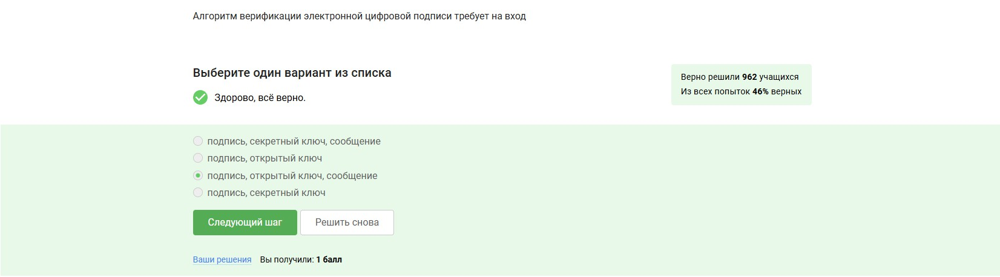 Алгоритм верификации электронной цифровой подписи требует на вход
Выберите один вариант из списка
Здорово, всё верно.
Верно решили 962 учащихся
Из всех попыток 46% верных
подпись, секретный ключ, сообщение
подпись, открытый ключ
подпись, открытый ключ, сообщение
подпись, секретный ключ
Следующий шаг Решить снова
Ваши решения Вы получили: 1 балл